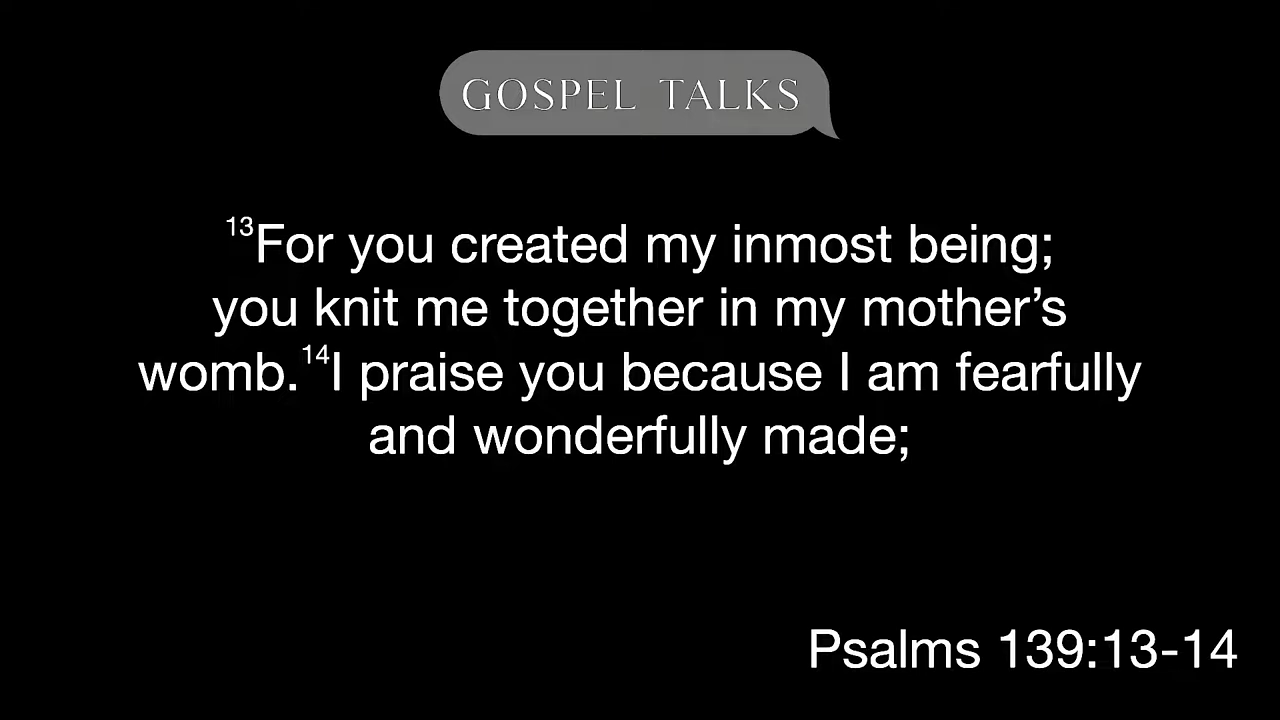 GOSPEL TALKS
¹³For you created my inmost being;
you knit me together in my mother’s
womb.¹⁴I praise you because I am fearfully
and wonderfully made;
Psalms 139:13-14